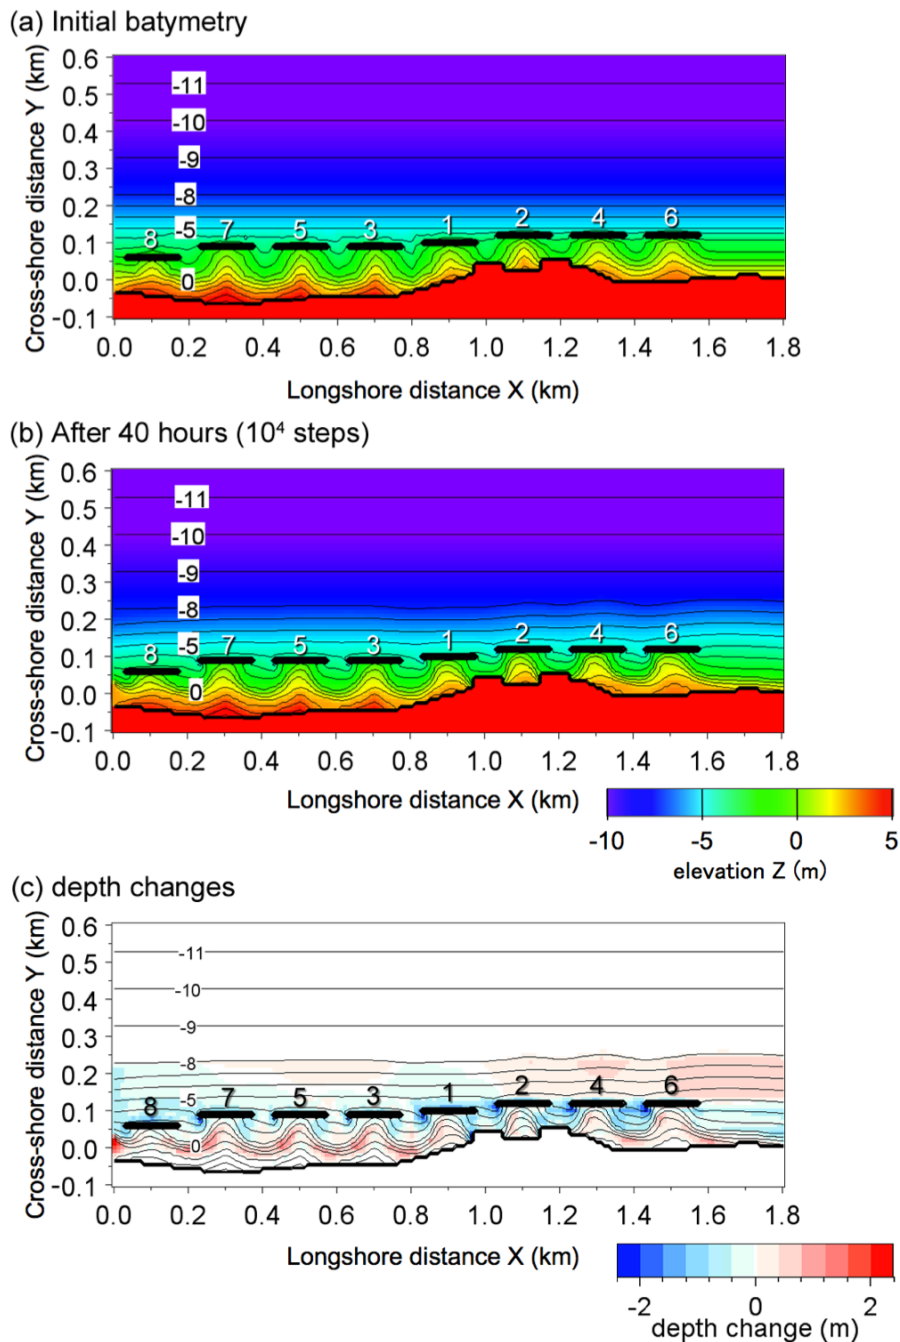 (a) Initial batymetry
Cross-shore distance Y (km)
0.6
0.5
0.4
0.3
0.2
0.1
0.0
-0.1
-11
-10
-9
-8
-5
0
8 7 5 3 1 2 4 6
0.0 0.2 0.4 0.6 0.8 1.0 1.2 1.4 1.6 1.8
Longshore distance X (km)
(b) After 40 hours (10⁴ steps)
Cross-shore distance Y (km)
0.6
0.5
0.4
0.3
0.2
0.1
0.0
-0.1
-11
-10
-9
-8
-5
0
8 7 5 3 1 2 4 6
0.0 0.2 0.4 0.6 0.8 1.0 1.2 1.4 1.6 1.8
Longshore distance X (km)
-10 -5 0 5
elevation Z (m)
(c) depth changes
Cross-shore distance Y (km)
0.6
0.5
0.4
0.3
0.2
0.1
0.0
-0.1
-11
-10
-9
-8
-5
0
8 7 5 3 1 2 4 6
0.0 0.2 0.4 0.6 0.8 1.0 1.2 1.4 1.6 1.8
Longshore distance X (km)
-2 0 2
depth change (m)